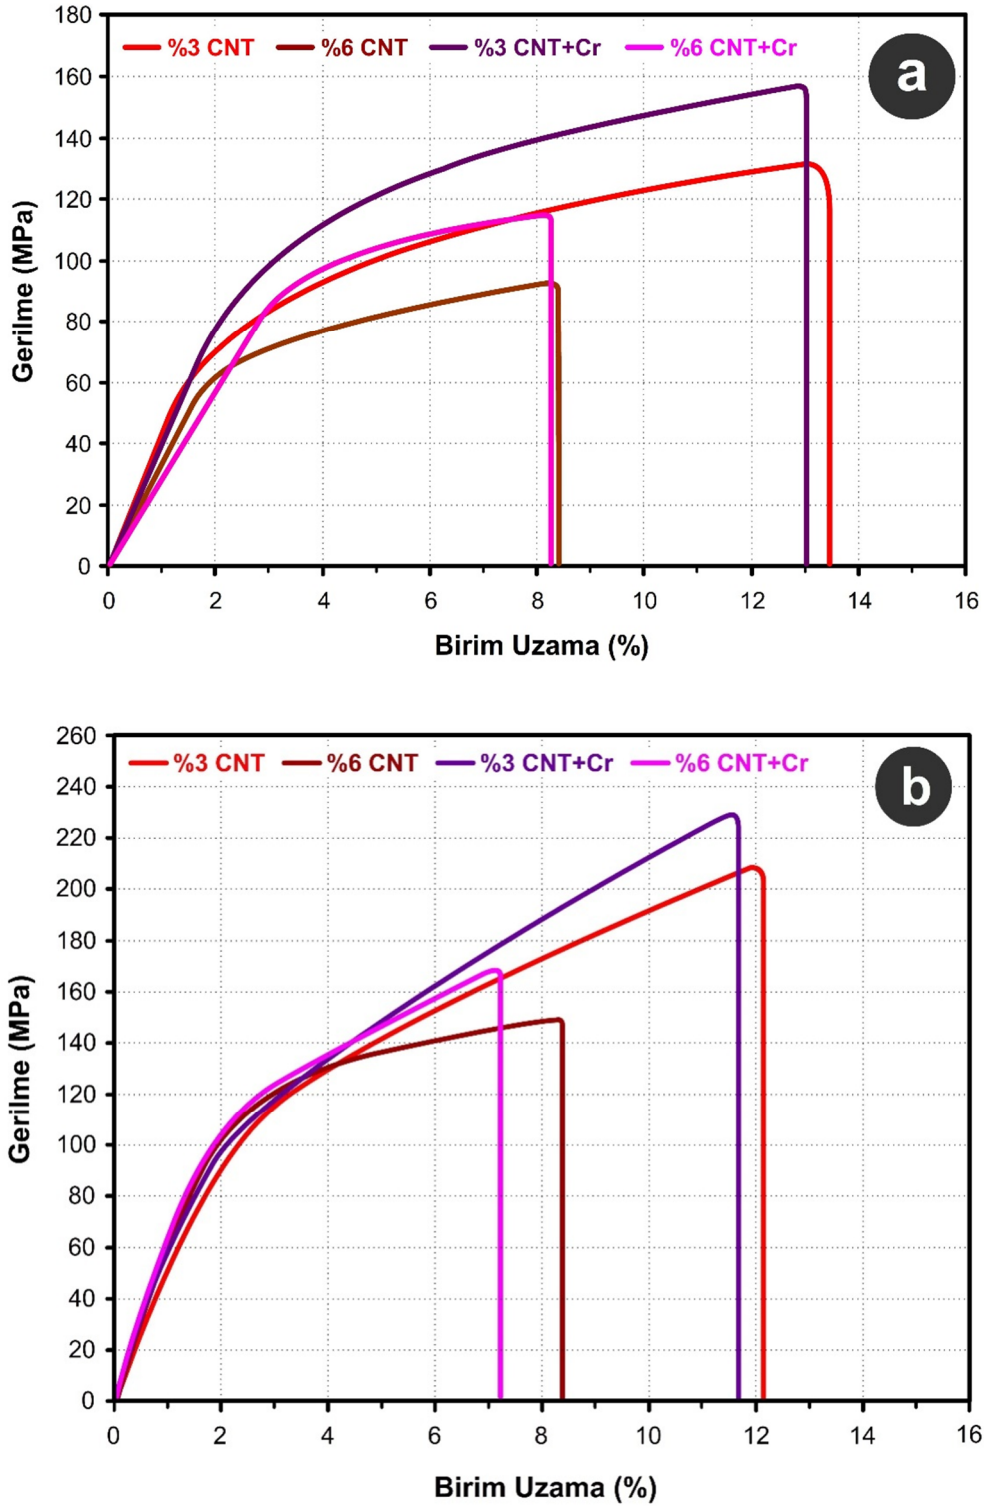 180
%3 CNT %6 CNT %3 CNT+Cr %6 CNT+Cr
a
160
140
120
100
80
60
40
20
0
Gerilme (MPa)
0 2 4 6 8 10 12 14 16
Birim Uzama (%)
260
%3 CNT %6 CNT %3 CNT+Cr %6 CNT+Cr
b
240
220
200
180
160
140
120
100
80
60
40
20
0
Gerilme (MPa)
0 2 4 6 8 10 12 14 16
Birim Uzama (%)